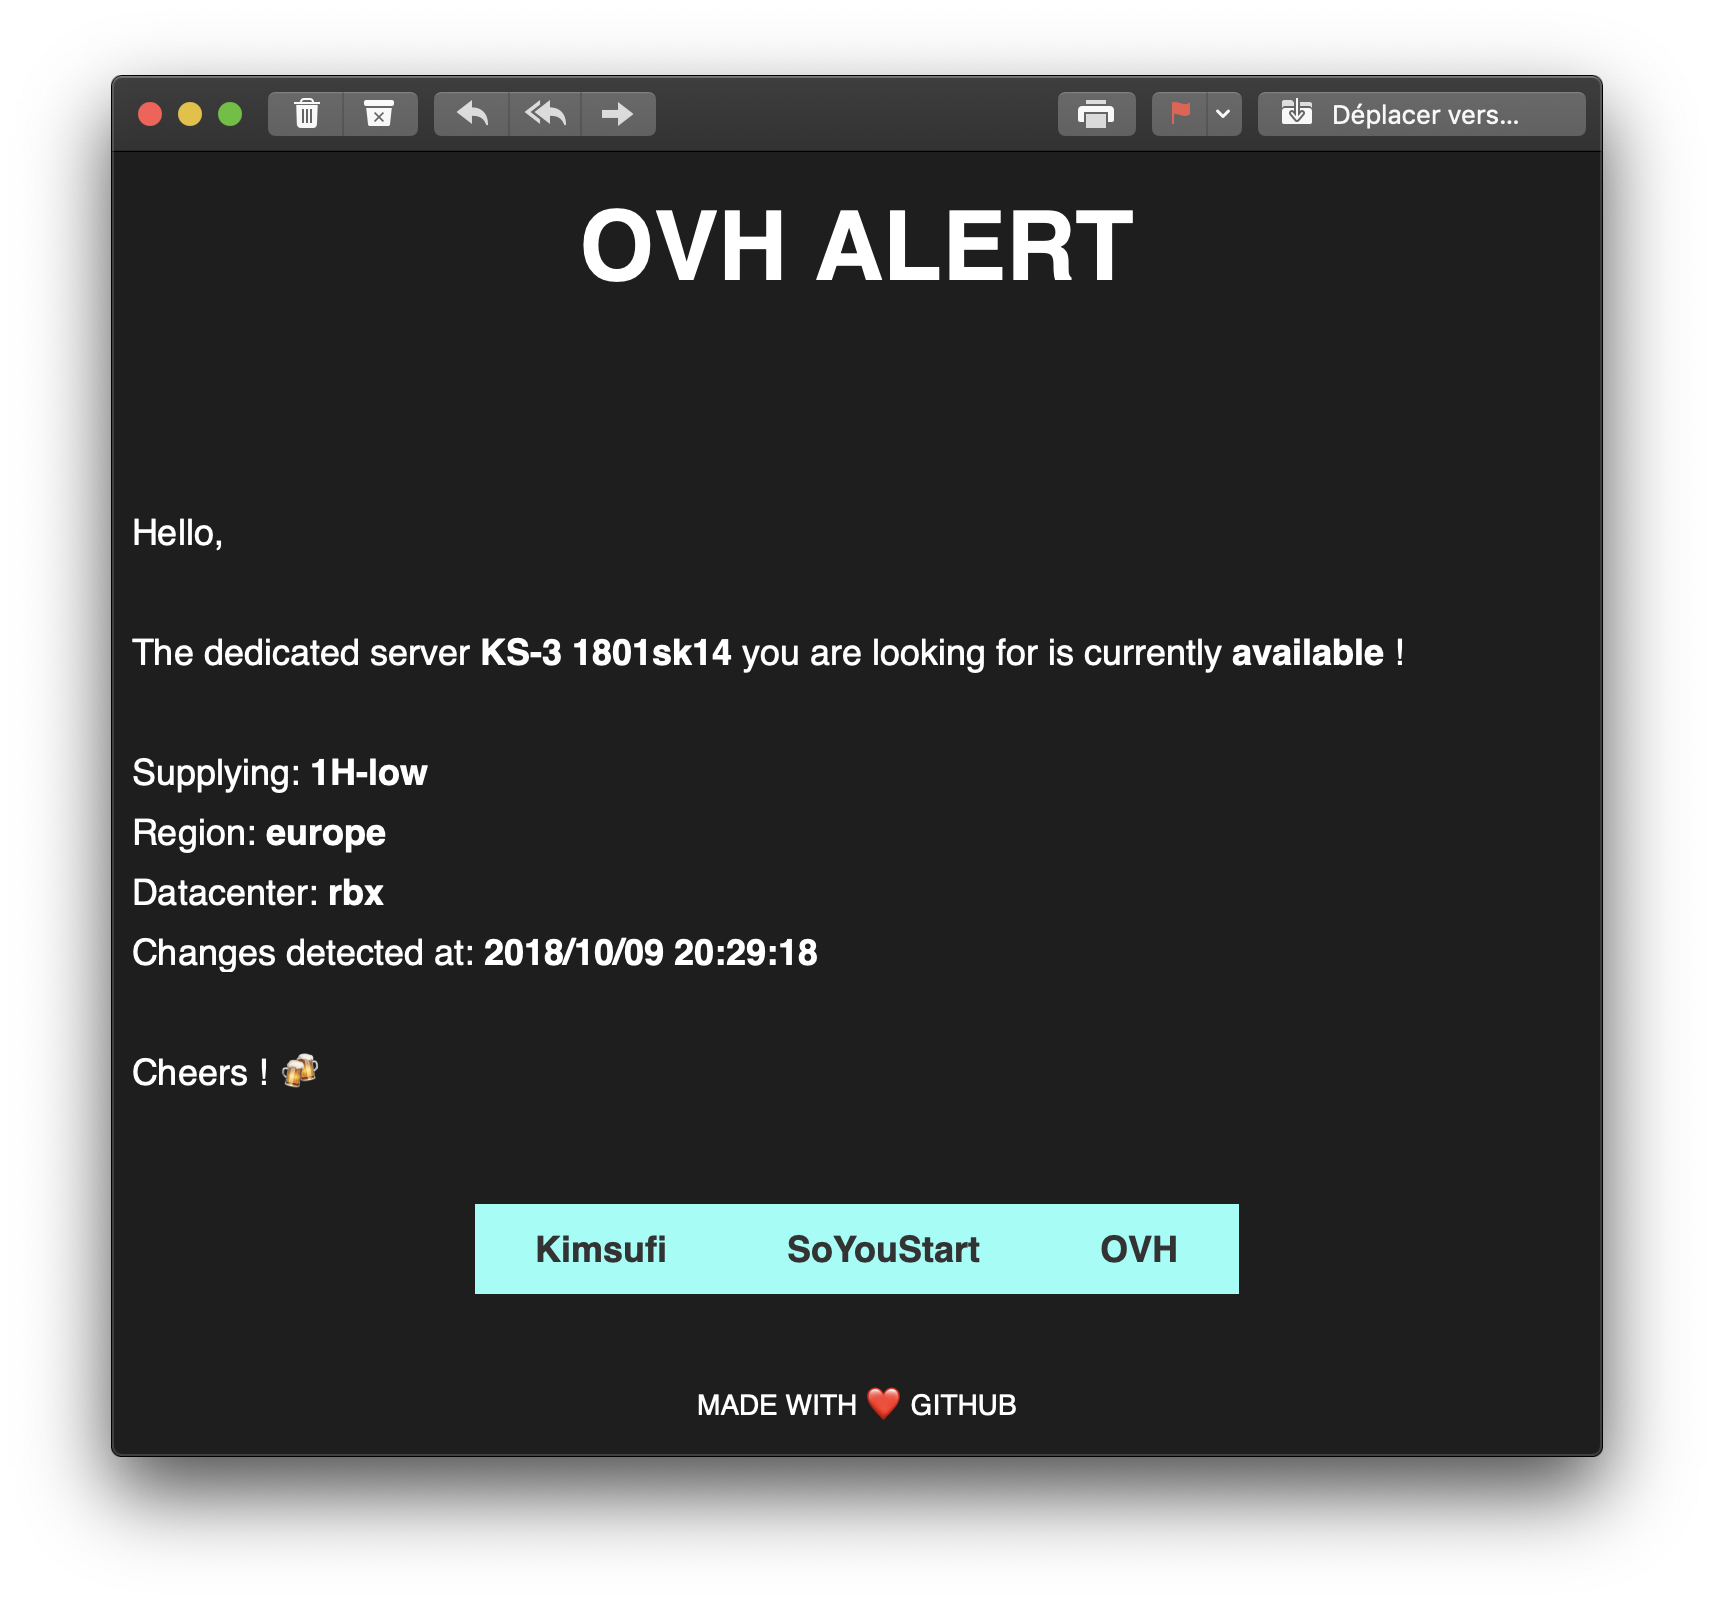 Déplacer vers...
OVH ALERT
Hello,
The dedicated server KS-3 1801sk14 you are looking for is currently available !
Supplying: 1H-low
Region: europe
Datacenter: rbx
Changes detected at: 2018/10/09 20:29:18
Cheers ! 🍻
Kimsufi SoYouStart OVH
MADE WITH ❤️ GITHUB